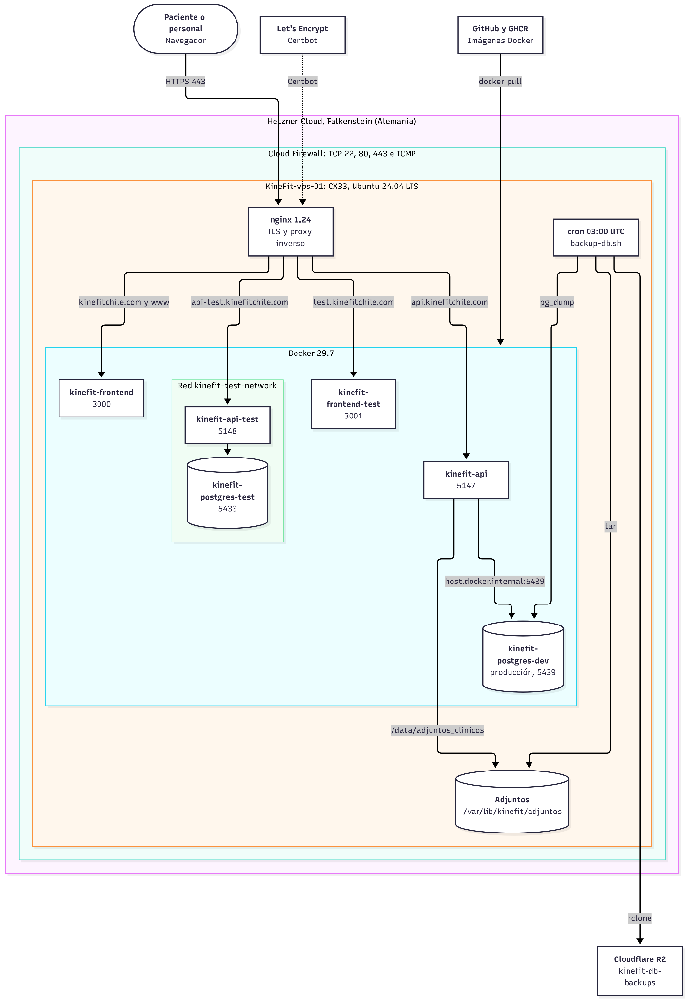 Paciente o
personal
Navegador
Let's Encrypt
Certbot
GitHub y GHCR
Imágenes Docker
HTTPS 443
Certbot
docker pull
Hetzner Cloud, Falkenstein (Alemania)
Cloud Firewall: TCP 22, 80, 443 e ICMP
KineFit-vps-01: CX33, Ubuntu 24.04 LTS
nginx 1.24
TLS y proxy
inverso
cron 03:00 UTC
backup-db.sh
kinefitchile.com y www
api-test.kinefitchile.com
test.kinefitchile.com
api.kinefitchile.com
pg_dump
Docker 29.7
kinefit-frontend
3000
Red kinefit-test-network
kinefit-api-test
5148
kinefit-
postgres-test
5433
kinefit-
frontend-test
3001
kinefit-api
5147
tar
host.docker.internal:5439
kinefit-
postgres-dev
producción, 5439
/data/adjuntos_clinicos
Adjuntos
/var/lib/kinefit/adjuntos
rclone
Cloudflare R2
kinefit-db-
backups